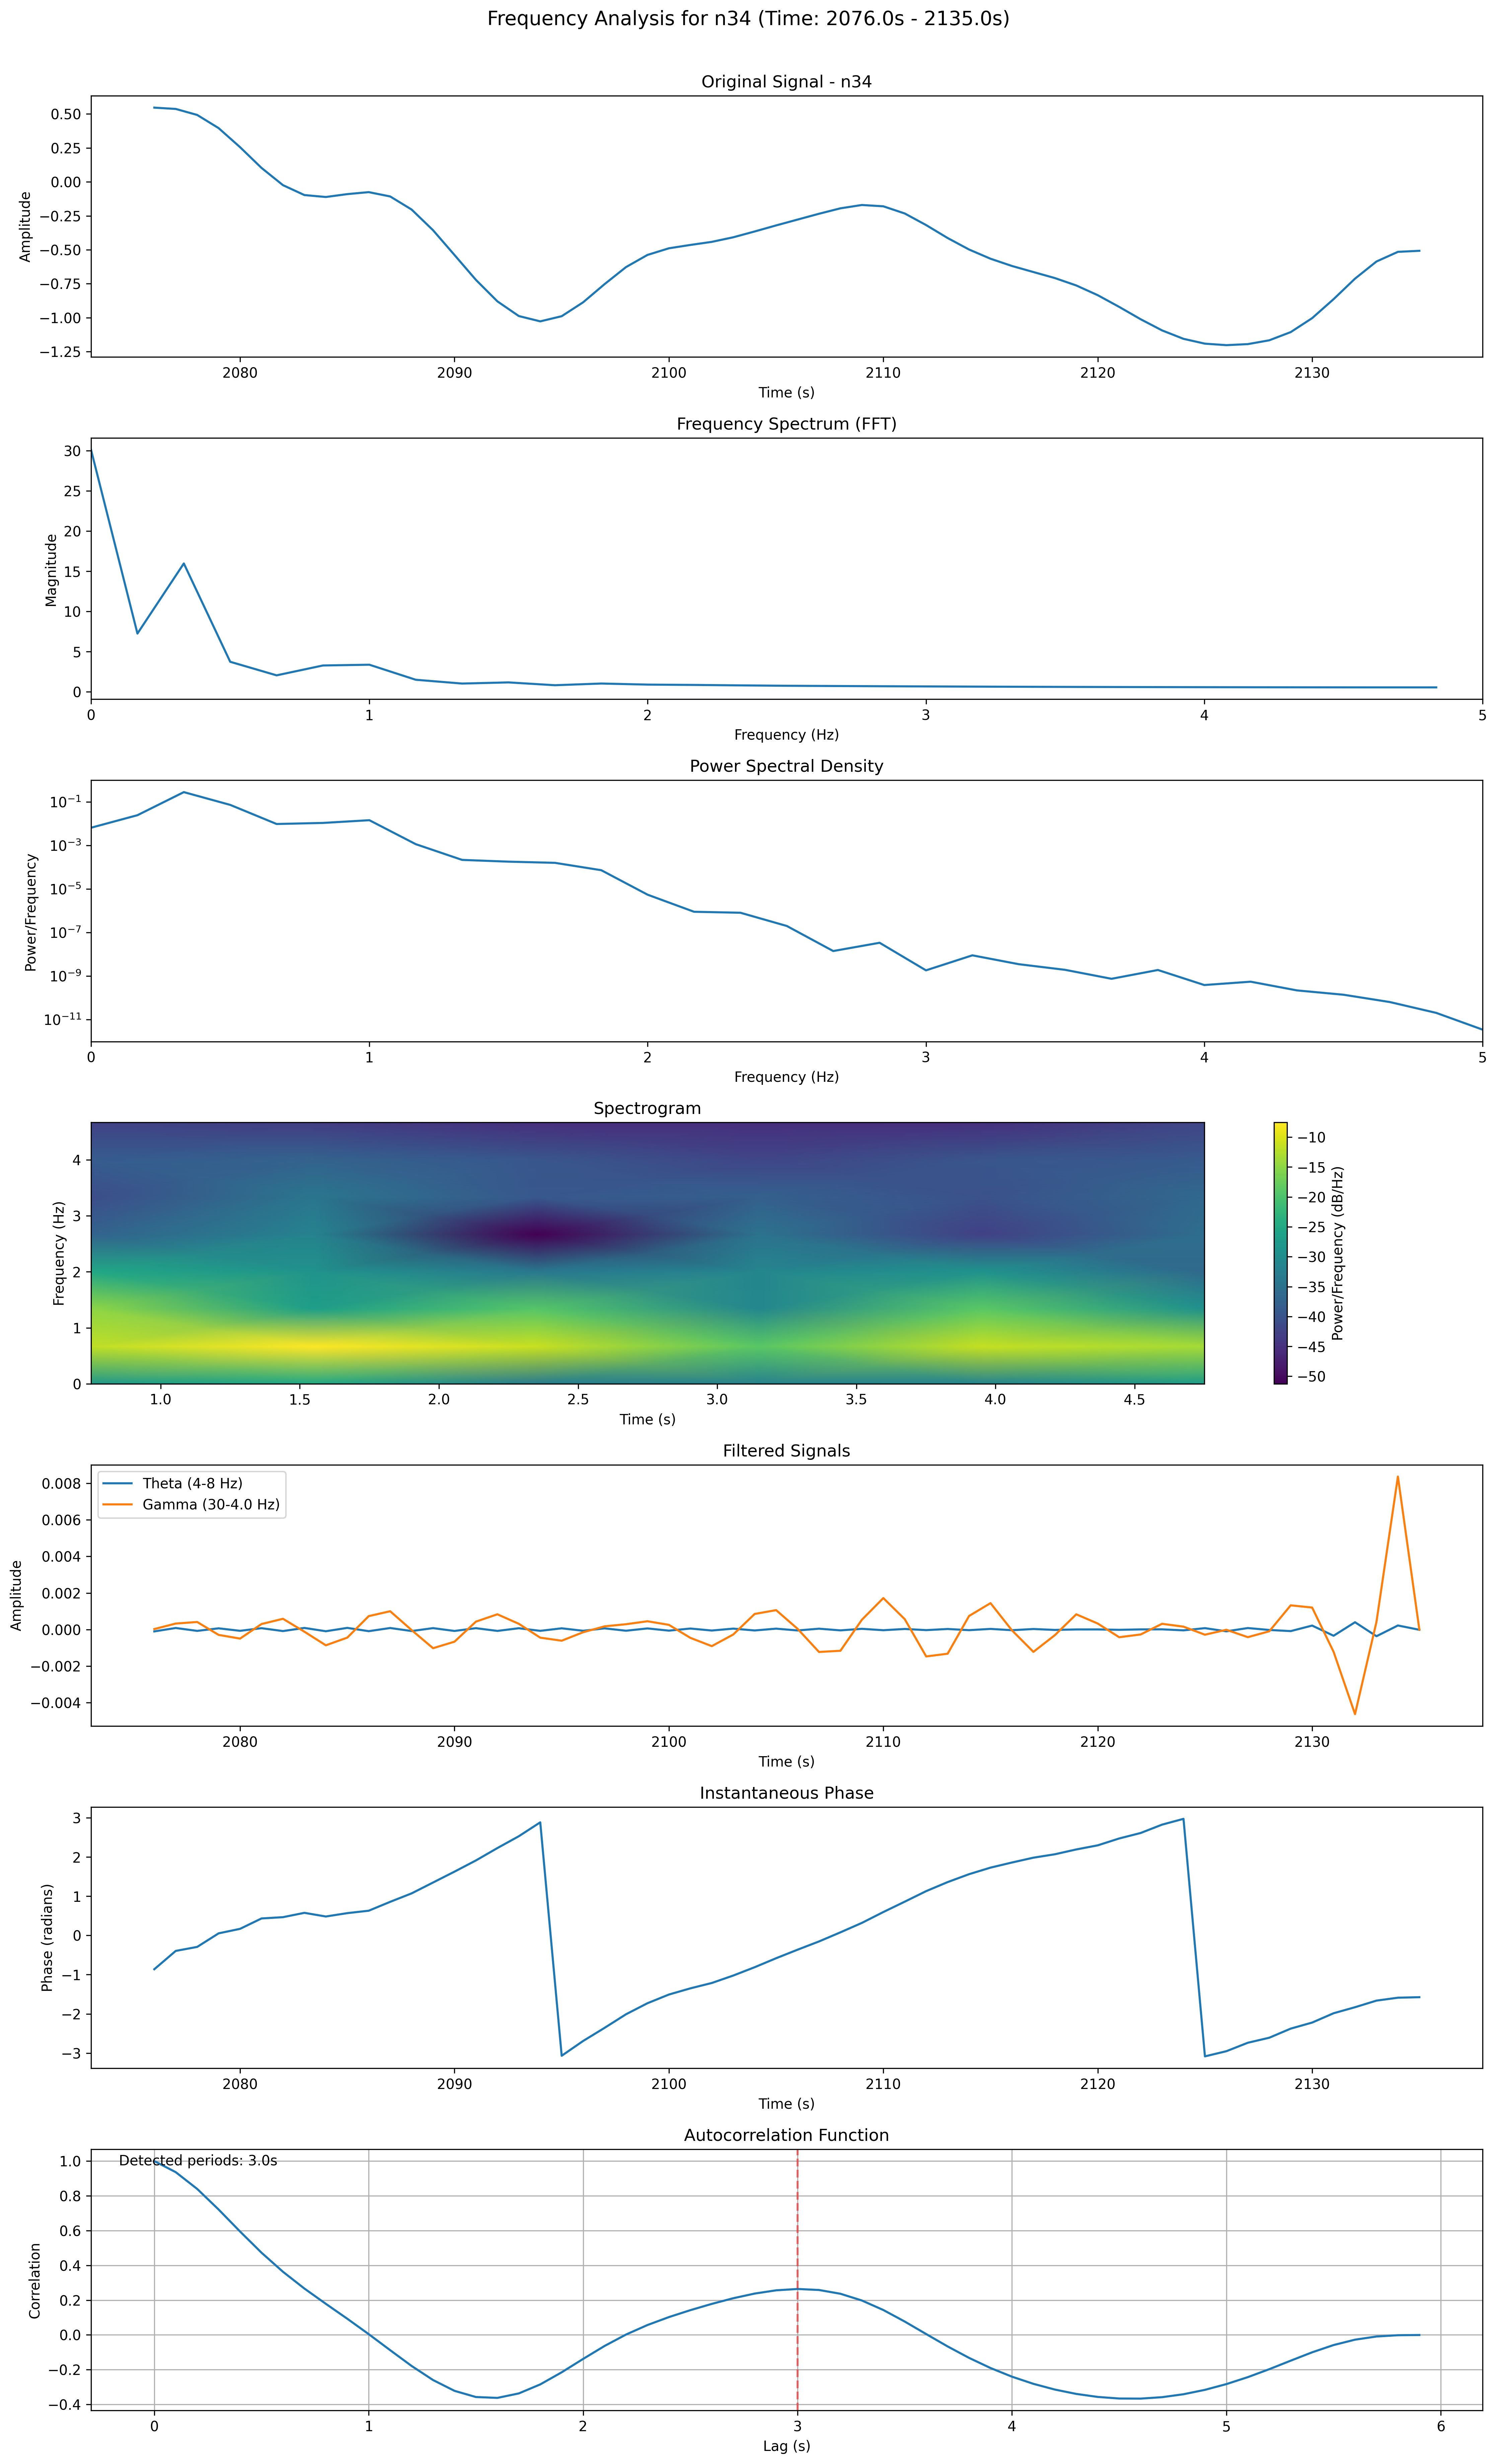 Frequency Analysis for n34 (Time: 2076.0s - 2135.0s)
Original Signal - n34
Amplitude
0.50
0.25
0.00
−0.25
−0.50
−0.75
−1.00
−1.25
2080 2090 2100 2110 2120 2130
Time (s)
Frequency Spectrum (FFT)
Magnitude
30
25
20
15
10
5
0
0 1 2 3 4 5
Frequency (Hz)
Power Spectral Density
Power/Frequency
10⁻¹
10⁻³
10⁻⁵
10⁻⁷
10⁻⁹
10⁻¹¹
0 1 2 3 4 5
Frequency (Hz)
Spectrogram
Frequency (Hz)
4
3
2
1
0
1.0 1.5 2.0 2.5 3.0 3.5 4.0 4.5
Time (s)
−10
−15
−20
−25
−30
−35
−40
−45
−50
Power/Frequency (dB/Hz)
Filtered Signals
Theta (4-8 Hz)
Gamma (30-4.0 Hz)
Amplitude
0.008
0.006
0.004
0.002
0.000
−0.002
−0.004
2080 2090 2100 2110 2120 2130
Time (s)
Instantaneous Phase
Phase (radians)
3
2
1
0
−1
−2
−3
2080 2090 2100 2110 2120 2130
Time (s)
Autocorrelation Function
Detected periods: 3.0s
Correlation
1.0
0.8
0.6
0.4
0.2
0.0
−0.2
−0.4
0 1 2 3 4 5 6
Lag (s)